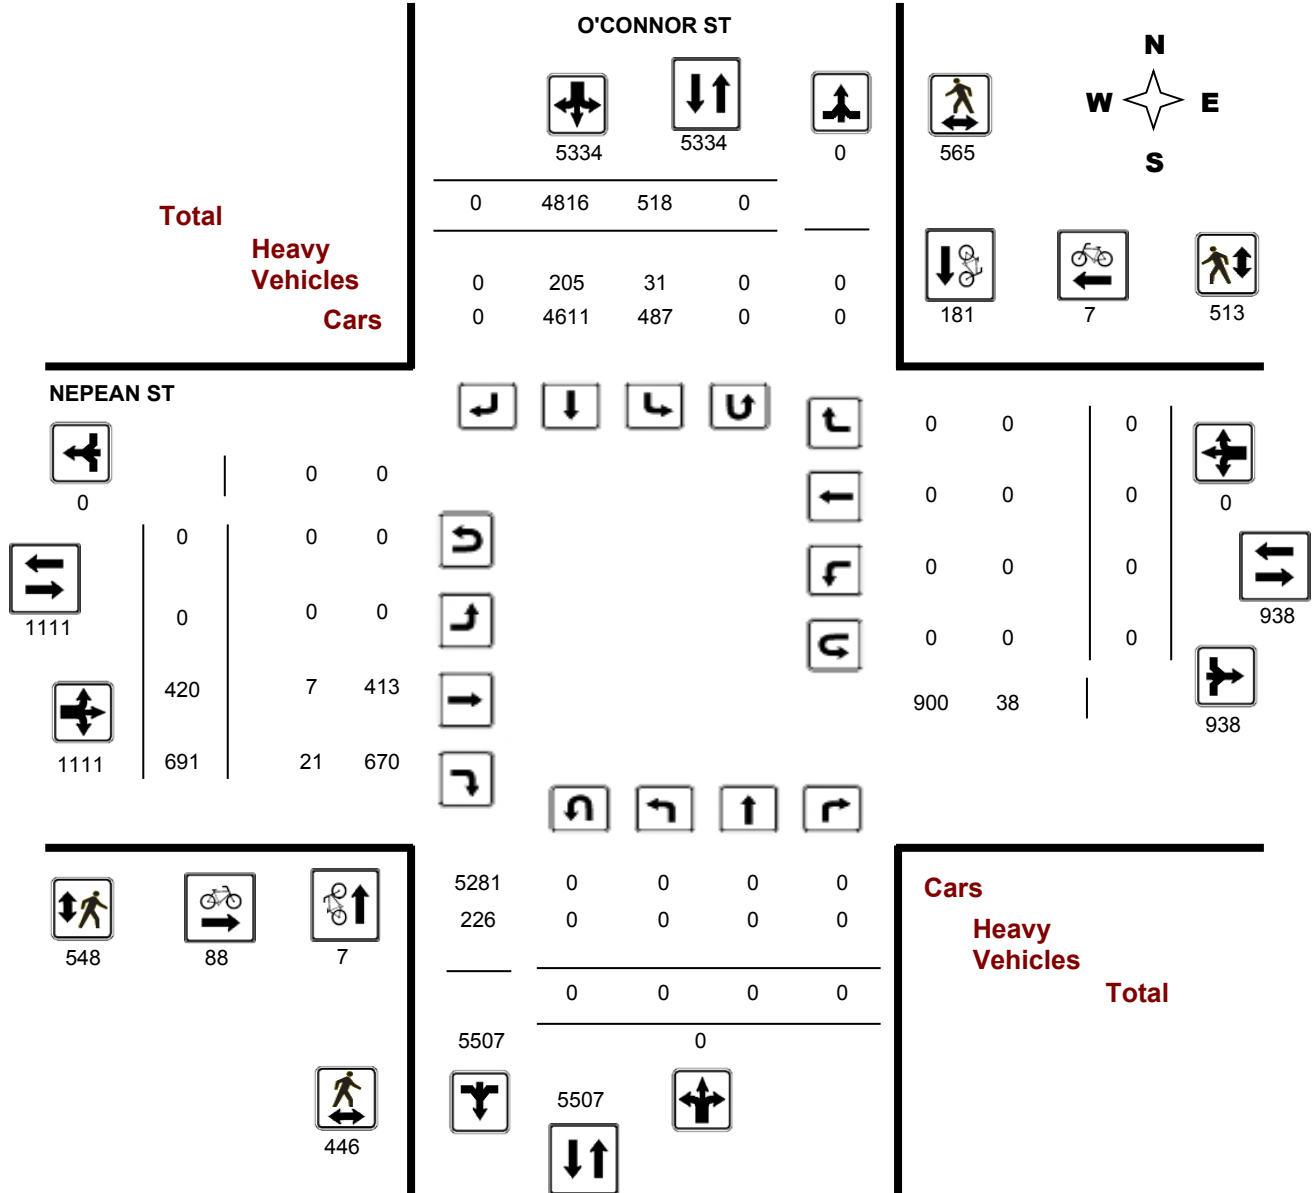 O'CONNOR ST
N
W E
S
5334 5334 0 565
0 4816 518 0
Total
Heavy
Vehicles
0 205 31 0 0
Cars
0 4611 487 0 0
181 7 513
NEPEAN ST
0 0 0
0 0
0
0 0 0
0
0 0 0
0 0 0
0 0 0
0 0 0
1111
938
420 7 413
900 38
938
1111 691 21 670
5281 0 0 0 0
226 0 0 0 0
548 88 7
Cars
Heavy
Vehicles
Total
0 0 0 0
5507 0
5507
446